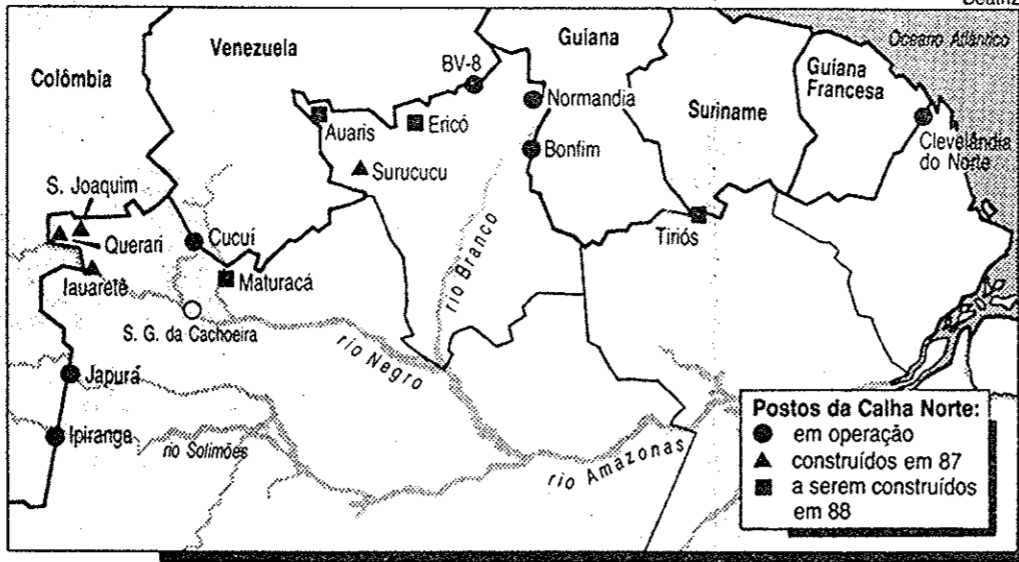 Beatriz
Oceano Atlântico
Venezuela
Guiana
Colômbia
BV-8
Guiana
Francesa
Suriname
Normandia
Auaris
Ericó
Clevelândia
do Norte
Bonfim
Surucucu
S. Joaquim
Querari
Cucuí
Tiriós
Iauaretê
Maturacá
rio Branco
S. G. da Cachoeira
rio Negro
Japurá
Ipiranga
rio Solimões
rio Amazonas
Postos da Calha Norte:
em operação
construídos em 87
a serem construídos
em 88